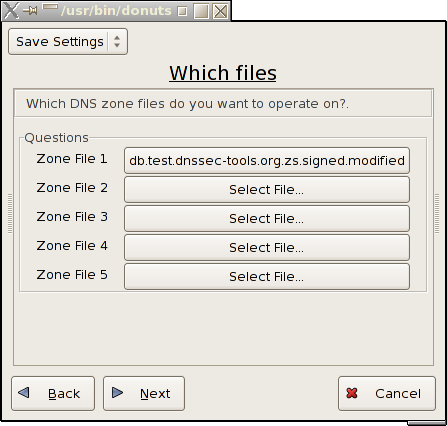 /usr/bin/donuts
Save Settings
Which files
Which DNS zone files do you want to operate on?.
Questions
Zone File 1 db.test.dnssec-tools.org.zs.signed.modified
Zone File 2 Select File...
Zone File 3 Select File...
Zone File 4 Select File...
Zone File 5 Select File...
Back Next Cancel